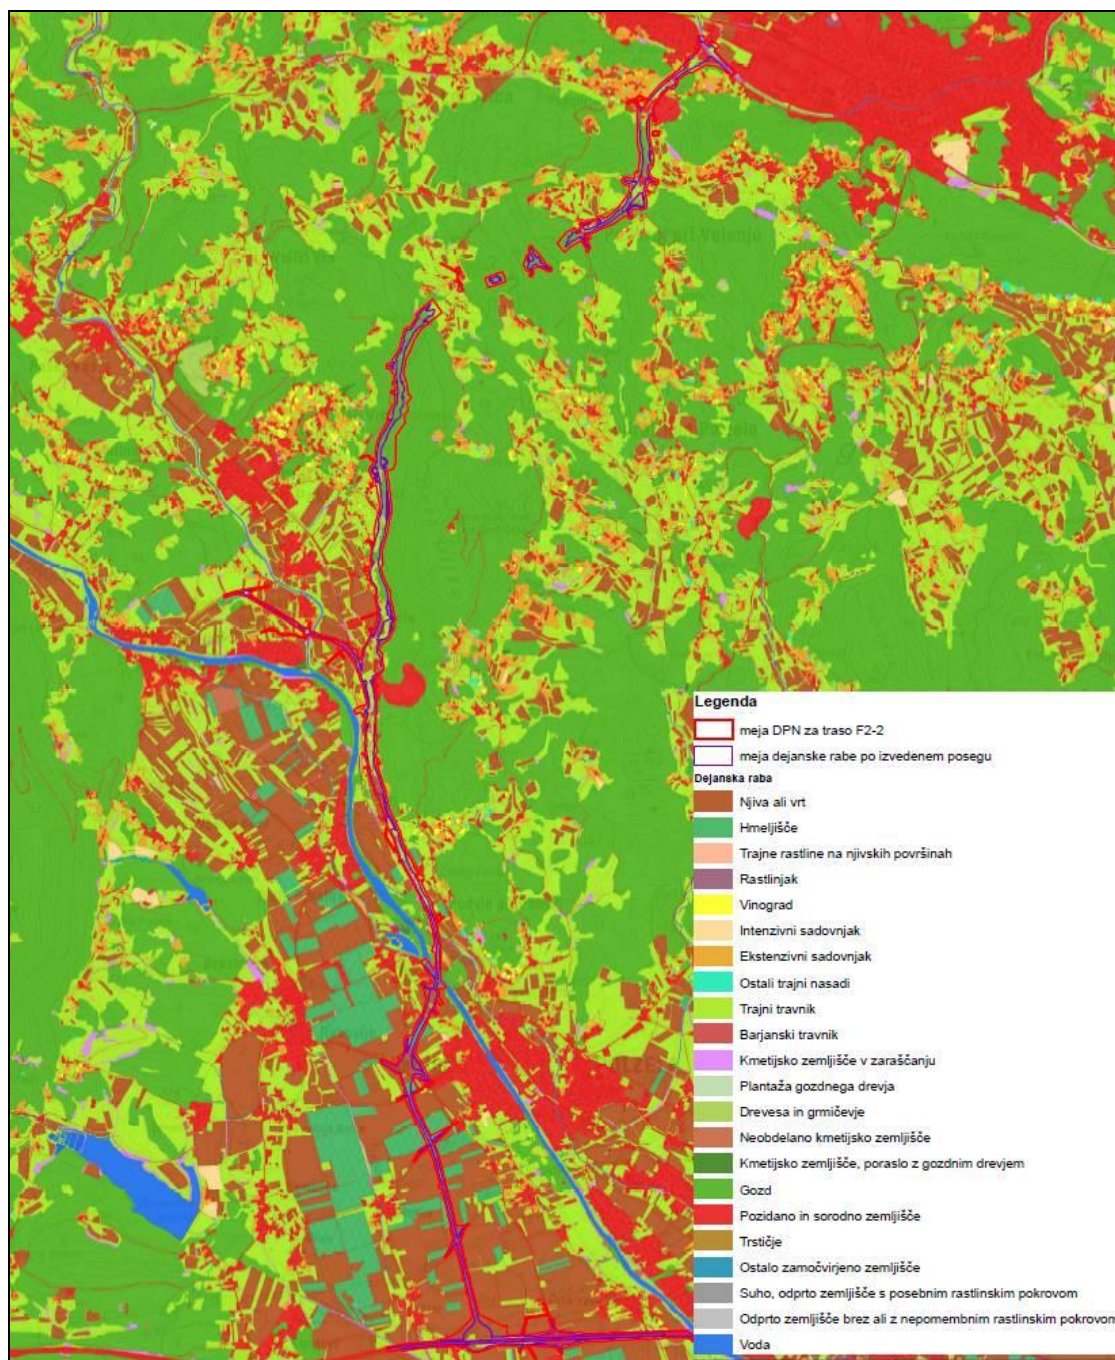 pri Velenju
Legenda
meja DPN za traso F2-2
meja dejanske rabe po izvedenem posegu
Dejanska raba
Njiva ali vrt
Hmeljišče
Trajne rastline na njivskih površinah
Rastlinjak
Vinograd
Intenzivni sadovnjak
Ekstenzivni sadovnjak
Ostali trajni nasadi
Trajni travnik
Barjanski travnik
Kmetijsko zemljišče v zaraščanju
Plantaža gozdnega drevja
Drevesa in grmičevje
Neobdelano kmetijsko zemljišče
Kmetijsko zemljišče, poraslo z gozdnim drevjem
Gozd
Pozidano in sorodno zemljišče
Trstičje
Ostalo zamočvirjeno zemljišče
Suho, odprto zemljišče s posebnim rastlinskim pokrovom
Odprto zemljišče brez ali z nepomembnim rastlinskim pokrovom
Voda